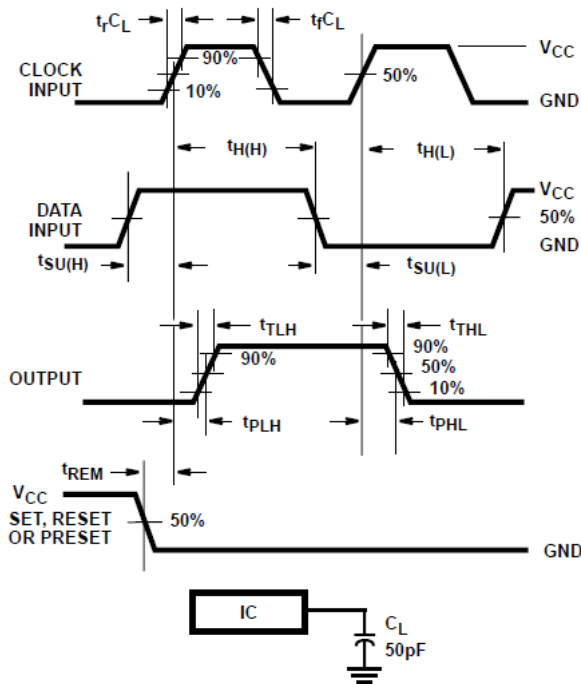 trCL
tfCL
90%
VCC
CLOCK
INPUT
50%
10%
GND
tH(H)
tH(L)
VCC
DATA
INPUT
50%
GND
tSU(H)
tSU(L)
tTLH
tTHL
90%
90%
OUTPUT
50%
10%
tPLH
tPHL
tREM
VCC
SET, RESET
OR PRESET
50%
GND
IC
CL
50pF